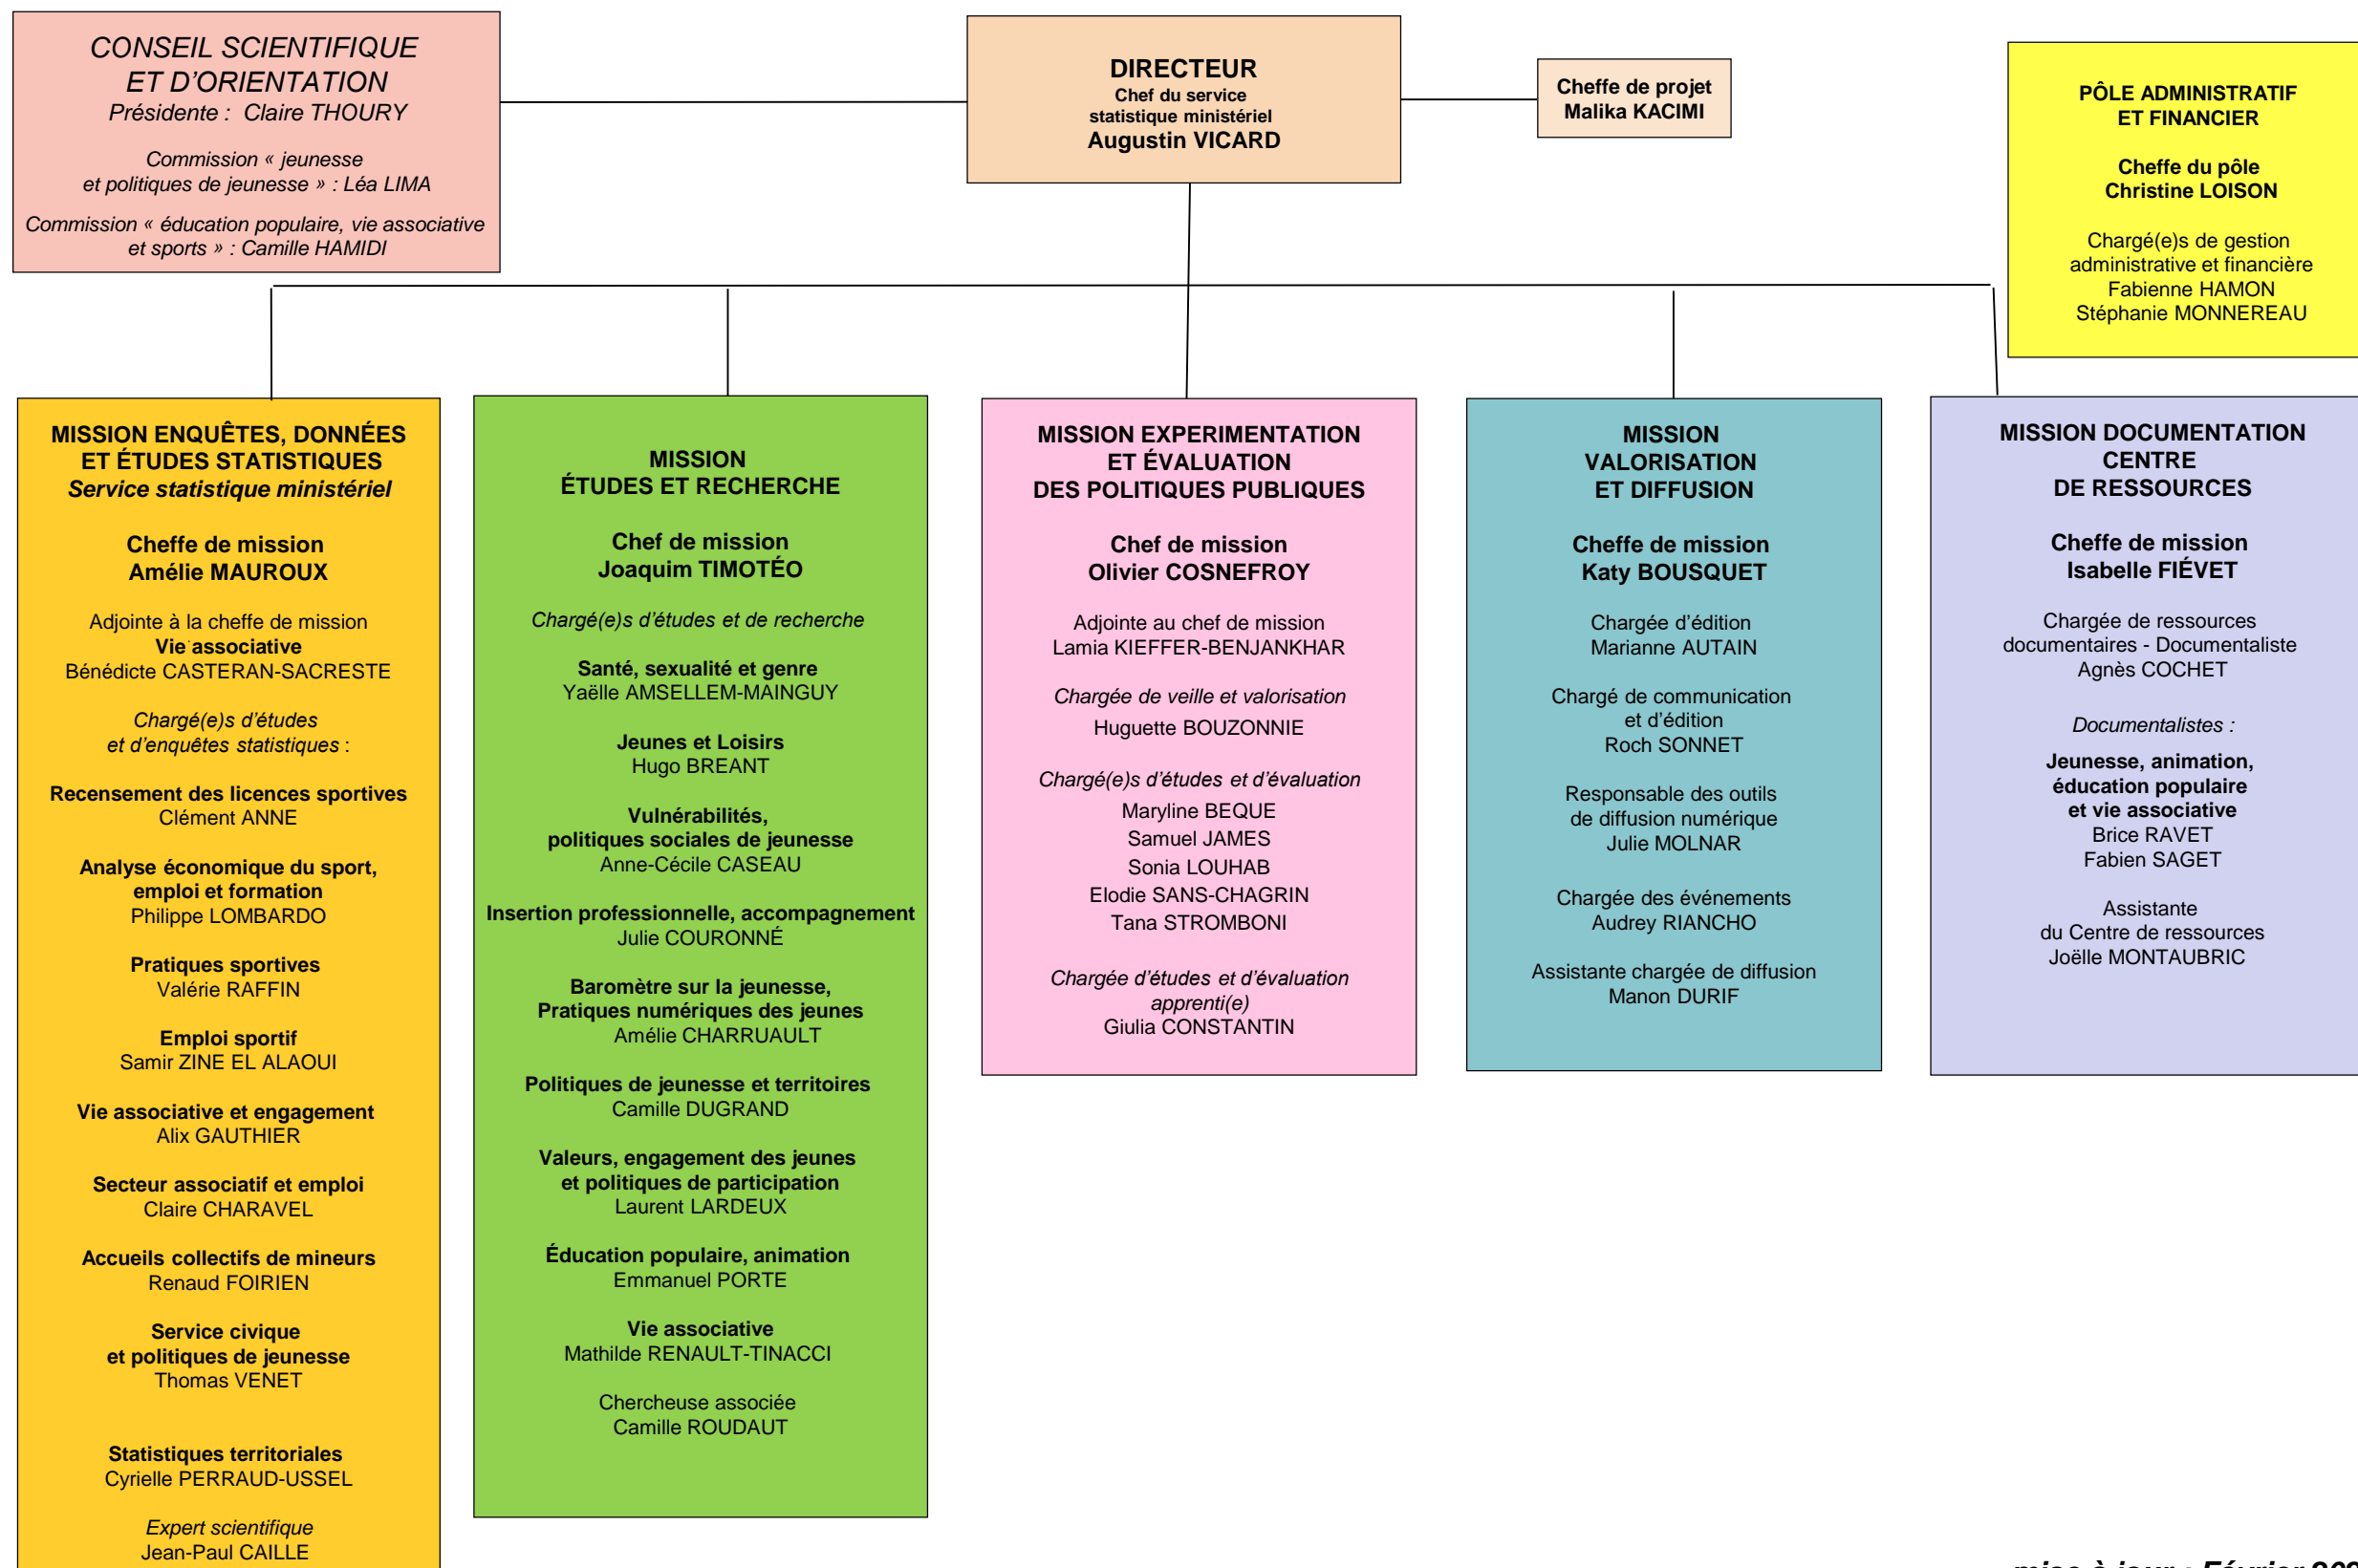 CONSEIL SCIENTIFIQUE
ET D'ORIENTATION
Présidente : Claire THOURY
Commission « jeunesse
et politiques de jeunesse » : Léa LIMA
Commission « éducation populaire, vie associative
et sports » : Camille HAMIDI
DIRECTEUR
Chef du service
statistique ministériel
Augustin VICARD
Cheffe de projet
Malika KACIMI
PÔLE ADMINISTRATIF
ET FINANCIER
Cheffe du pôle
Christine LOISON
Chargé(e)s de gestion
administrative et financière
Fabienne HAMON
Stéphanie MONNEREAU
MISSION ENQUÊTES, DONNÉES
ET ÉTUDES STATISTIQUES
Service statistique ministériel
Cheffe de mission
Amélie MAUROUX
Adjointe à la cheffe de mission
Vie associative
Bénédicte CASTERAN-SACRESTE
Chargé(e)s d'études
et d'enquêtes statistiques :
Recensement des licences sportives
Clément ANNE
Analyse économique du sport,
emploi et formation
Philippe LOMBARDO
Pratiques sportives
Valérie RAFFIN
Emploi sportif
Samir ZINE EL ALAOUI
Vie associative et engagement
Alix GAUTHIER
Secteur associatif et emploi
Claire CHARAVEL
Accueils collectifs de mineurs
Renaud FOIRIEN
Service civique
et politiques de jeunesse
Thomas VENET
Statistiques territoriales
Cyrielle PERRAUD-USSEL
Expert scientifique
Jean-Paul CAILLE
MISSION
ÉTUDES ET RECHERCHE
Chef de mission
Joaquim TIMOTÉO
Chargé(e)s d'études et de recherche
Santé, sexualité et genre
Yaëlle AMSELLEM-MAINGUY
Jeunes et Loisirs
Hugo BREANT
Vulnérabilités,
politiques sociales de jeunesse
Anne-Cécile CASEAU
Insertion professionnelle, accompagnement
Julie COURONNÉ
Baromètre sur la jeunesse,
Pratiques numériques des jeunes
Amélie CHARRUAULT
Politiques de jeunesse et territoires
Camille DUGRAND
Valeurs, engagement des jeunes
et politiques de participation
Laurent LARDEUX
Éducation populaire, animation
Emmanuel PORTE
Vie associative
Mathilde RENAULT-TINACCI
Chercheuse associée
Camille ROUDAUT
MISSION EXPERIMENTATION
ET ÉVALUATION
DES POLITIQUES PUBLIQUES
Chef de mission
Olivier COSNEFROY
Adjointe au chef de mission
Lamia KIEFFER-BENJANKHAR
Chargée de veille et valorisation
Huguette BOUZONNIE
Chargé(e)s d'études et d'évaluation
Maryline BEQUE
Samuel JAMES
Sonia LOUHAB
Elodie SANS-CHAGRIN
Tana STROMBONI
Chargée d'études et d'évaluation
apprenti(e)
Giulia CONSTANTIN
MISSION
VALORISATION
ET DIFFUSION
Cheffe de mission
Katy BOUSQUET
Chargée d'édition
Marianne AUTAIN
Chargé de communication
et d'édition
Roch SONNET
Responsable des outils
de diffusion numérique
Julie MOLNAR
Chargée des événements
Audrey RIANCHO
Assistante chargée de diffusion
Manon DURIF
MISSION DOCUMENTATION
CENTRE
DE RESSOURCES
Cheffe de mission
Isabelle FIÉVET
Chargée de ressources
documentaires - Documentaliste
Agnès COCHET
Documentalistes :
Jeunesse, animation,
éducation populaire
et vie associative
Brice RAVET
Fabien SAGET
Assistante
du Centre de ressources
Joëlle MONTAUBRIC
mise à jour : Février